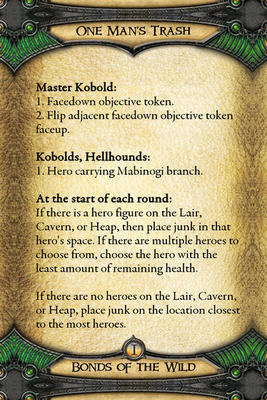 One Man's Trash
Master Kobold:
1. Facedown objective token.
2. Flip adjacent facedown objective token
faceup.
Kobolds, Hellhounds:
1. Hero carrying Mabinogi branch.
At the start of each round:
If there is a hero figure on the Lair,
Cavern, or Heap, then place junk in that
hero's space. If there are multiple heroes to
choose from, choose the hero with the
least amount of remaining health.
If there are no heroes on the Lair, Cavern,
or Heap, place junk on the location closest
to the most heroes.
1
Bonds of the Wild